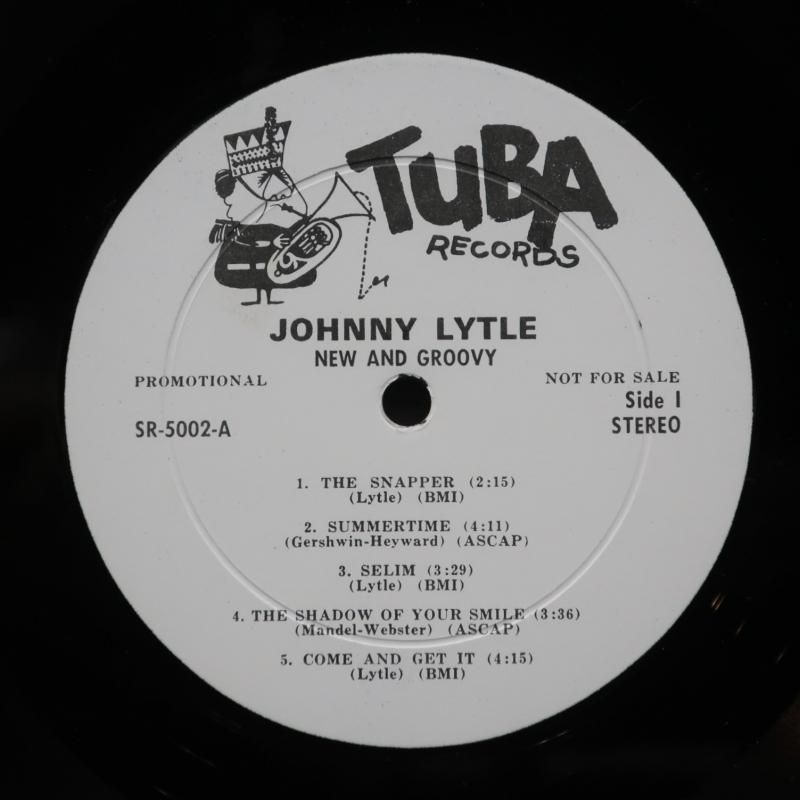 TUBA
RECORDS
JOHNNY LYTLE
NEW AND GROOVY
PROMOTIONAL
NOT FOR SALE
Side 1
SR-5002-A
STEREO
1. THE SNAPPER (2:15)
(Lytle) (BMI)
2. SUMMERTIME (4:11)
(Gershwin-Heyward) (ASCAP)
3. SELIM (3:29)
(Lytle) (BMI)
4. THE SHADOW OF YOUR SMILE (3:36)
(Mandel-Webster) (ASCAP)
5. COME AND GET IT (4:15)
(Lytle) (BMI)